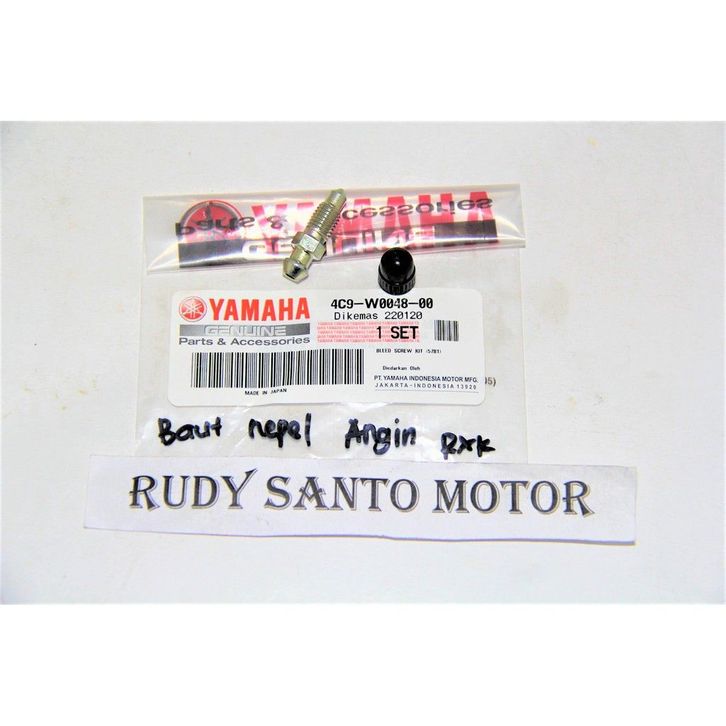 YAMAHA
GENUINE
Parts & Accessories
4C9-W0048-00
Dikemas 220120
1 SET
BLEED SCREW KIT (5781)
Diedarkan Oleh
PT. YAMAHA INDONESIA MOTOR MFG.
JAKARTA - INDONESIA 13920
MADE IN JAPAN
Baut nepel Angin RXK
RUDY SANTO MOTOR